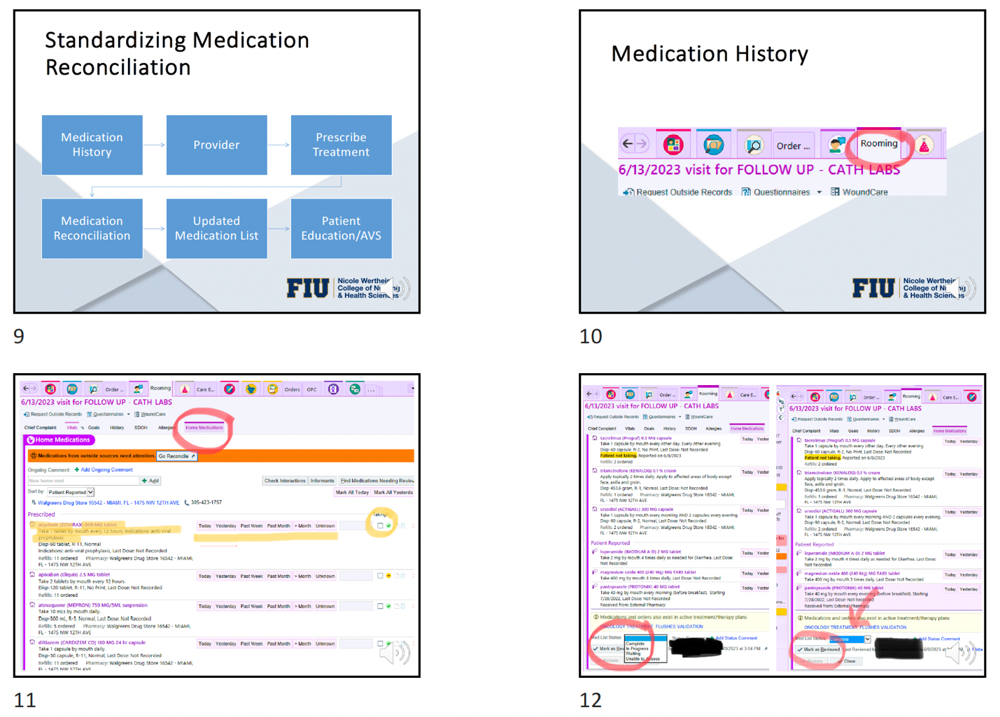 Standardizing Medication
Reconciliation
Medication
History
Provider
Prescribe
Treatment
Medication
Reconciliation
Updated
Medication List
Patient
Education/AVS
FIU
Nicole Wertheim
College of Nursing
& Health Sciences
9
Medication History
Order ...
Rooming
6/13/2023 visit for FOLLOW UP - CATH LABS
Request Outside Records
Questionnaires
WoundCare
FIU
Nicole Wertheim
College of Nursing
& Health Sciences
10
Order ...
Rooming
Care E...
Orders
OPC
...
6/13/2023 visit for FOLLOW UP - CATH LABS
Request Outside Records
Questionnaires
WoundCare
Chief Complaint
Vitals
Goals
History
SDOH
Allergies
Home Medications
Home Medications
Medications from outside sources need attention.
Go Reconcile
Ongoing Comment:
Add Ongoing Comment
New home med
Add
Check Interactions
Informants
Find Medications Needing Review
Sort by:
Patient Reported
Mark All Today
Mark All Yesterday
Walgreens Drug Store 16542 - MIAMI, FL - 1475 NW 12TH AVE
305-423-1757
Prescribed
Taking?
acyclovir (ZOVIRAX) 800 MG tablet
Today Yesterday Past Week Past Month > Month Unknown
Take 1 tablet by mouth every 12 hours. Indications: anti-viral
prophylaxis
Disp-60 tablet, R-11, Normal
Indications: anti-viral prophylaxis, Last Dose: Not Recorded
Refills: 11 ordered Pharmacy: Walgreens Drug Store 16542 - MIAMI,
FL - 1475 NW 12TH AVE
apixaban (Eliquis) 2.5 MG tablet
Today Yesterday Past Week Past Month > Month Unknown
Take 2 tablets by mouth every 12 hours.
Disp-120 tablet, R-11, No Print, Last Dose: Not Recorded
Refills: 11 ordered
atovaquone (MEPRON) 750 MG/5ML suspension
Today Yesterday Past Week Past Month > Month Unknown
Take 10 mLs by mouth daily.
Disp-300 mL, R-5, Normal, Last Dose: Not Recorded
Refills: 5 ordered Pharmacy: Walgreens Drug Store 16542 - MIAMI,
FL - 1475 NW 12TH AVE
diltiazem (CARDIZEM CD) 180 MG 24 hr capsule
Today Yesterday Past Week Past Month > Month Unknown
Take 1 capsule by mouth daily.
Disp-30 capsule, R-11, Normal, Last Dose: Not Recorded
Refills: 11 ordered Pharmacy: Walgreens Drug Store 16542 - MIAMI,
FL - 1475 NW 12TH AVE
11
Order ...
Rooming
Care E...
6/13/2023 visit for FOLLOW UP - CATH LABS
Request Outside Records
Questionnaires
WoundCare
Chief Complaint
Vitals
Goals
History
SDOH
Allergies
Home Medications
tacrolimus (Prograf) 0.5 MG capsule
Today Yester
Take 1 capsule by mouth every other day. Every other evening
Disp-60 capsule, R-2, No Print, Last Dose: Not Recorded
Patient not taking. Reported on 6/8/2023
Refills: 2 ordered
triamcinolone (KENALOG) 0.1 % cream
Today Yester
Apply topically 2 times daily. Apply to affected areas of body except
face, axilla and groin.
Disp-453.6 gram, R-1, Normal, Last Dose: Not Recorded
Refills: 1 ordered Pharmacy: Walgreens Drug Store 16542 - MIAMI,
FL - 1475 NW 12TH AVE
ursodiol (ACTIGALL) 300 MG capsule
Today Yester
Take 1 capsule by mouth every morning AND 2 capsules every evening.
Disp-90 capsule, R-2, Normal, Last Dose: Not Recorded
Refills: 2 ordered Pharmacy: Walgreens Drug Store 16542 - MIAMI,
FL - 1475 NW 12TH AVE
Patient Reported
loperamide (IMODIUM A-D) 2 MG tablet
Today Yester
Take 2 mg by mouth 4 times daily as needed for Diarrhea. Last Dose:
Not Recorded
magnesium oxide 400 (240 Mg) MG TABS tablet
Today Yester
Take 400 mg by mouth 3 times daily. Last Dose: Not Recorded
pantoprazole (PROTONIX) 40 MG tablet
Today Yester
Take 40 mg by mouth every morning (before breakfast). Starting
7/28/2022, Last Dose: Not Recorded
Received from: External Pharmacy
Medications and orders also exist in active treatment/therapy plans
ONCOLOGY TREATMENT, FLUSHES VALIDATION
Med List Status:
Add Status Comment
Complete
In Progress
Waiting
Unable to Assess
Mark as Rev
/8/2023 at 3:04 PM
Order ...
Rooming
Care E...
6/13/2023 visit for FOLLOW UP - CATH LABS
Request Outside Records
Questionnaires
WoundCare
Chief Complaint
Vitals
Goals
History
SDOH
Allergies
Home Medications
tacrolimus (Prograf) 0.5 MG capsule
Today Yesterday
Take 1 capsule by mouth every other day. Every other evening
Disp-60 capsule, R-2, No Print, Last Dose: Not Recorded
Patient not taking. Reported on 6/8/2023
Refills: 2 ordered
triamcinolone (KENALOG) 0.1 % cream
Today Yesterday
Apply topically 2 times daily. Apply to affected areas of body except
face, axilla and groin.
Disp-453.6 gram, R-1, Normal, Last Dose: Not Recorded
Refills: 1 ordered Pharmacy: Walgreens Drug Store 16542 - MIAMI,
FL - 1475 NW 12TH AVE
ursodiol (ACTIGALL) 300 MG capsule
Today Yesterday
Take 1 capsule by mouth every morning AND 2 capsules every evening.
Disp-90 capsule, R-2, Normal, Last Dose: Not Recorded
Refills: 2 ordered Pharmacy: Walgreens Drug Store 16542 - MIAMI,
FL - 1475 NW 12TH AVE
Patient Reported
loperamide (IMODIUM A-D) 2 MG tablet
Today Yesterday
Take 2 mg by mouth 4 times daily as needed for Diarrhea. Last Dose:
Not Recorded
magnesium oxide 400 (240 Mg) MG TABS tablet
Today Yesterday
Take 400 mg by mouth 3 times daily. Last Dose: Not Recorded
pantoprazole (PROTONIX) 40 MG tablet
Today Yesterday
Take 40 mg by mouth every morning (before breakfast). Starting
7/28/2022, Last Dose: Not Recorded
Received from: External Pharmacy
Medications and orders also exist in active treatment/therapy plans
ONCOLOGY TREATMENT, FLUSHES VALIDATION
Med List Status:
Complete
Add Status Comment
Mark as Reviewed
Last Reviewed
Restore
Close
12